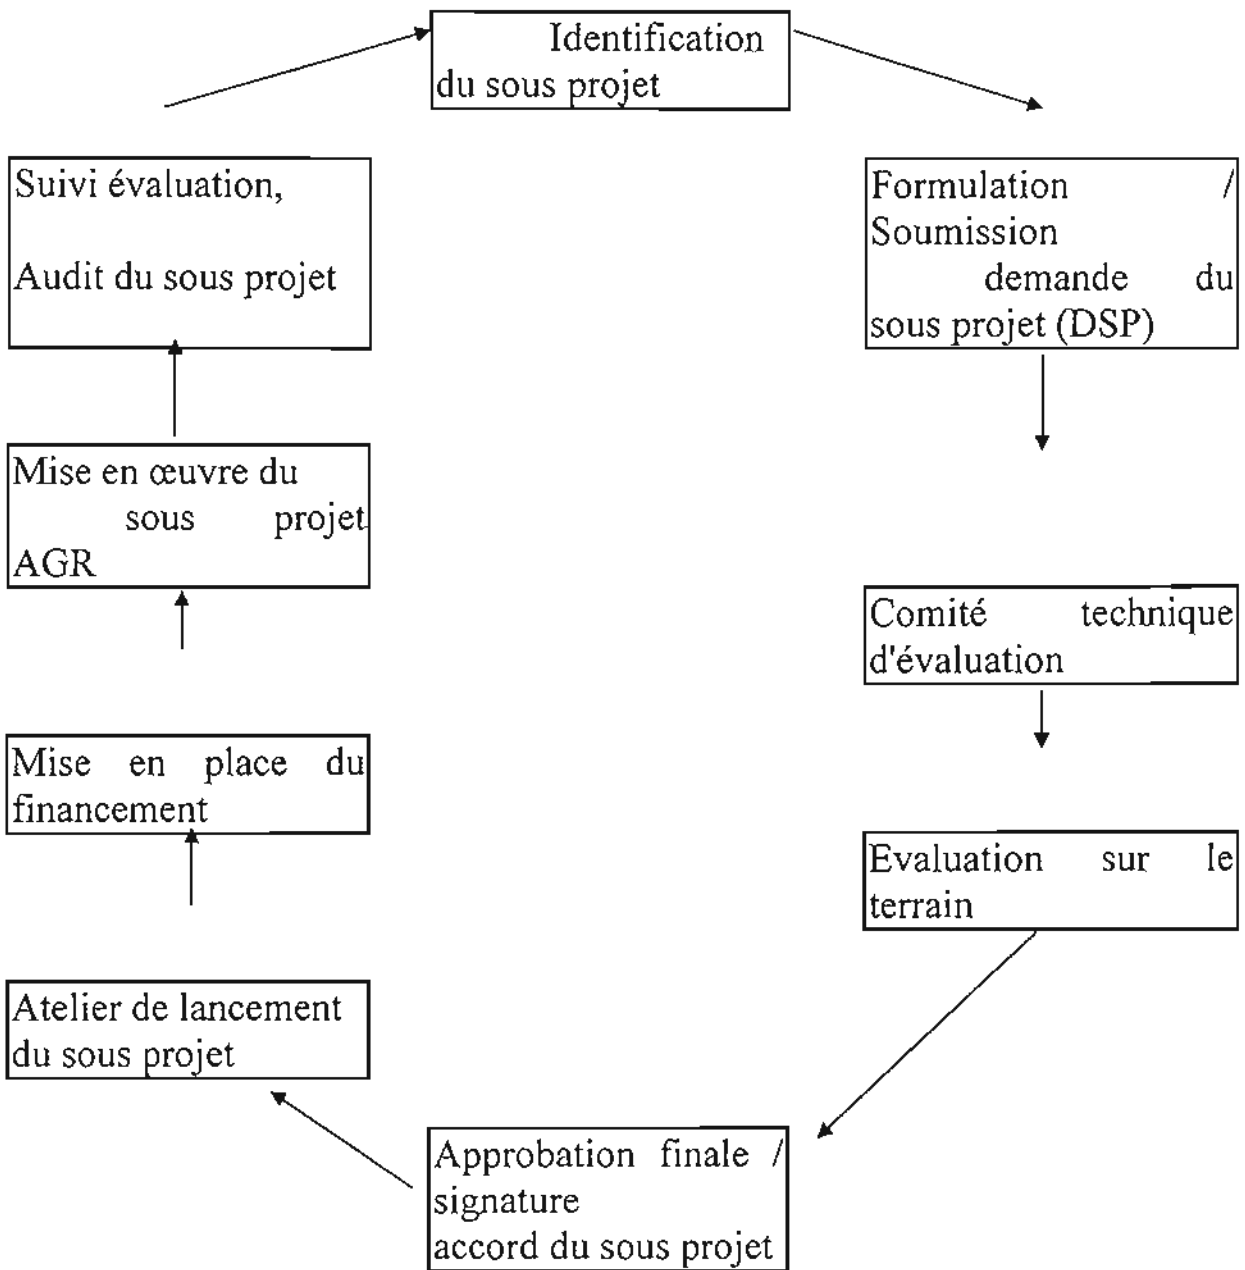 Identification
du sous projet
Formulation /
Soumission
demande du
sous projet (DSP)
Comité technique
d'évaluation
Evaluation sur le
terrain
Approbation finale /
signature
accord du sous projet
Atelier de lancement
du sous projet
Mise en place du
financement
Mise en œuvre du
sous projet
AGR
Suivi évaluation,
Audit du sous projet